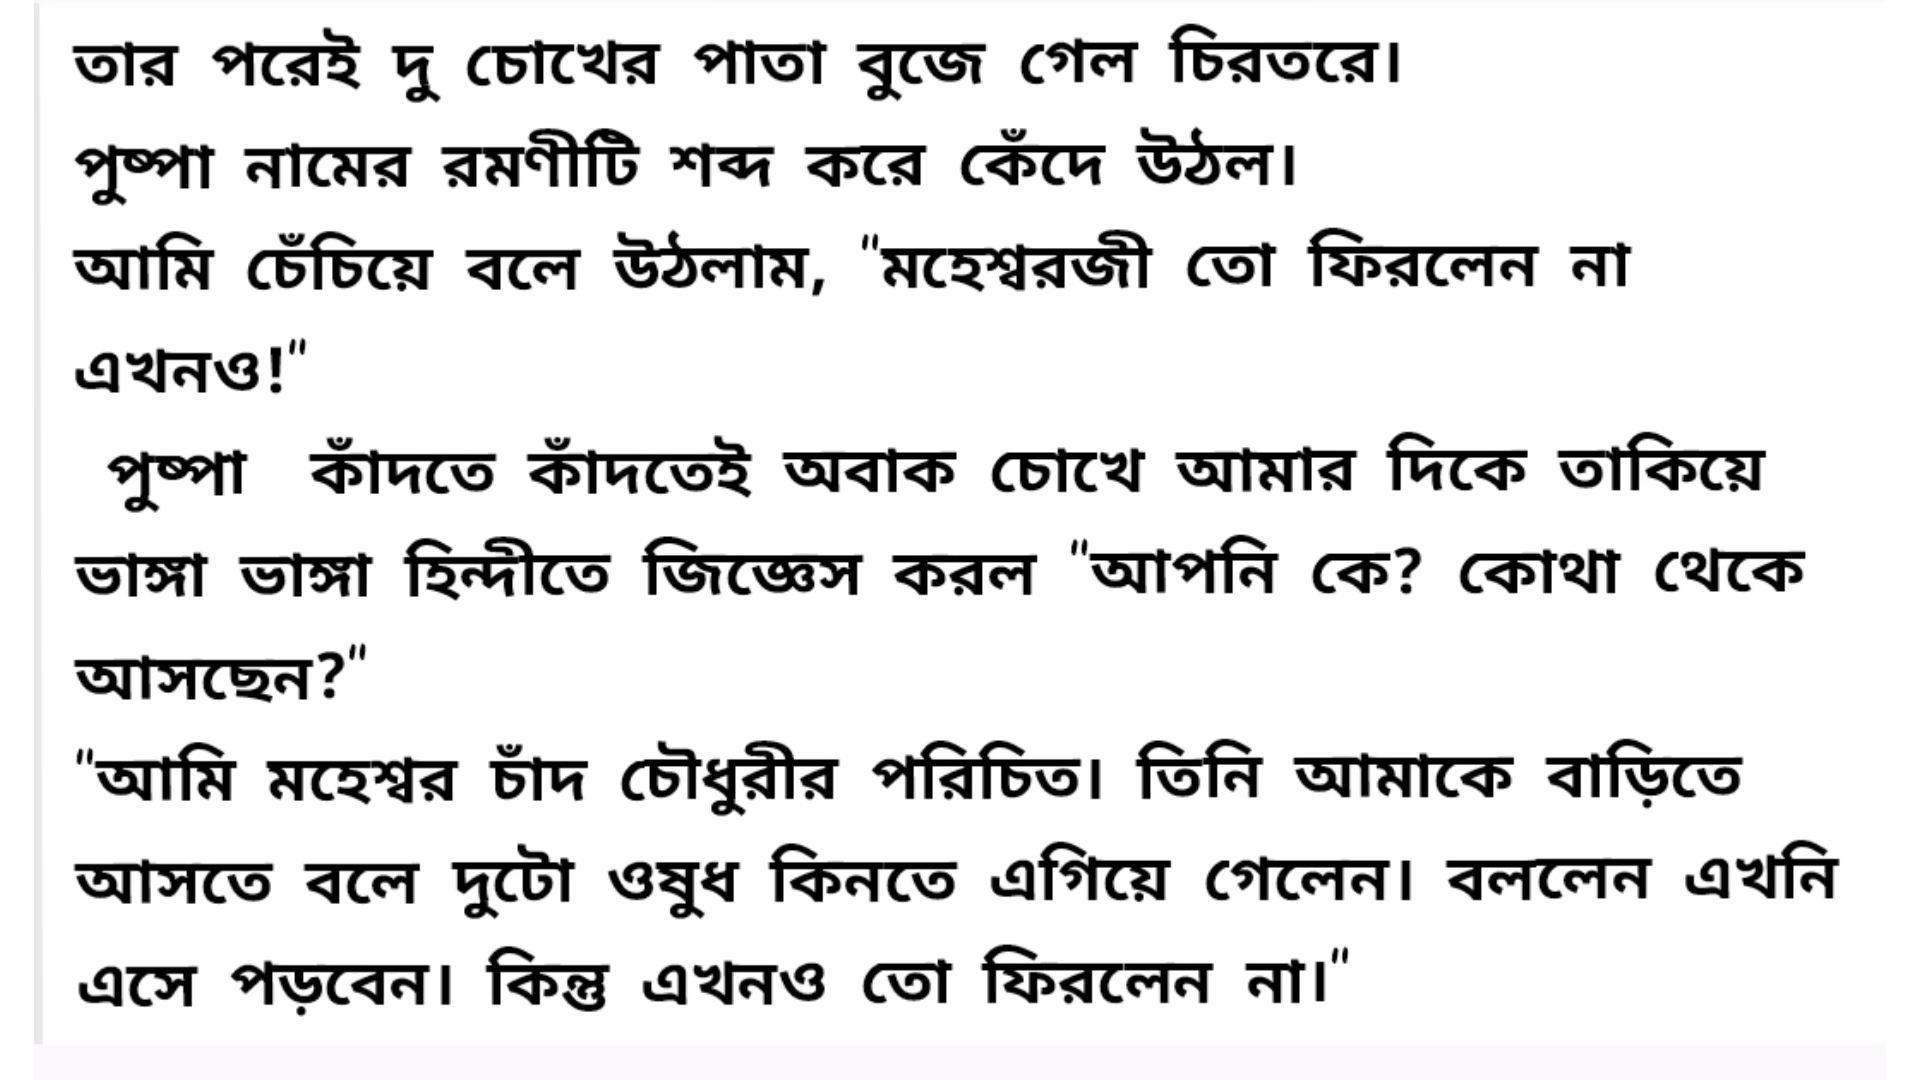 তার পরেই দু চোখের পাতা বুজে গেল চিরতরে।
পুষ্পা নামের রমণীটি শব্দ করে কেঁদে উঠল।
আমি চেঁচিয়ে বলে উঠলাম, "মহেশ্বরজী তো ফিরলেন না
এখনও!"
পুষ্পা কাঁদতে কাঁদতেই অবাক চোখে আমার দিকে তাকিয়ে
ভাঙ্গা ভাঙ্গা হিন্দীতে জিজ্ঞেস করল "আপনি কে? কোথা থেকে
আসছেন?"
"আমি মহেশ্বর চাঁদ চৌধুরীর পরিচিত। তিনি আমাকে বাড়িতে
আসতে বলে দুটো ওষুধ কিনতে এগিয়ে গেলেন। বললেন এখনি
এসে পড়বেন। কিন্তু এখনও তো ফিরলেন না।"